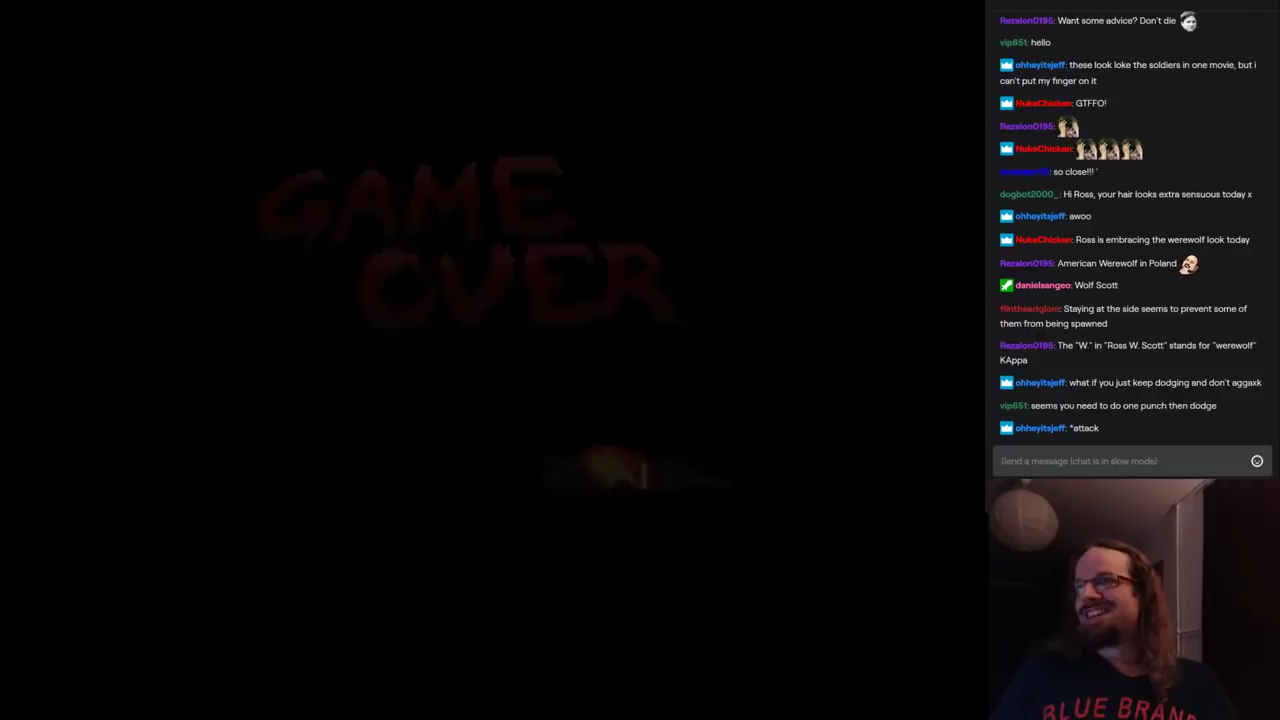 GAME
OVER
Rezalon0195: Want some advice? Don't die
vip651: hello
ohheyitsjeff: these look loke the soldiers in one movie, but i
can't put my finger on it
NukeChicken: GTFFO!
Rezalon0195:
NukeChicken:
: so close!!! '
dogbot2000_: Hi Ross, your hair looks extra sensuous today x
ohheyitsjeff: awoo
NukeChicken: Ross is embracing the werewolf look today
Rezalon0195: American Werewolf in Poland
danielsangeo: Wolf Scott
flintheartglom: Staying at the side seems to prevent some of
them from being spawned
Rezalon0195: The "W." in "Ross W. Scott" stands for "werewolf"
KAppa
ohheyitsjeff: what if you just keep dodging and don't aggaxk
vip651: seems you need to do one punch then dodge
ohheyitsjeff: *attack
Send a message (chat is in slow mode)
BLUE BRAND